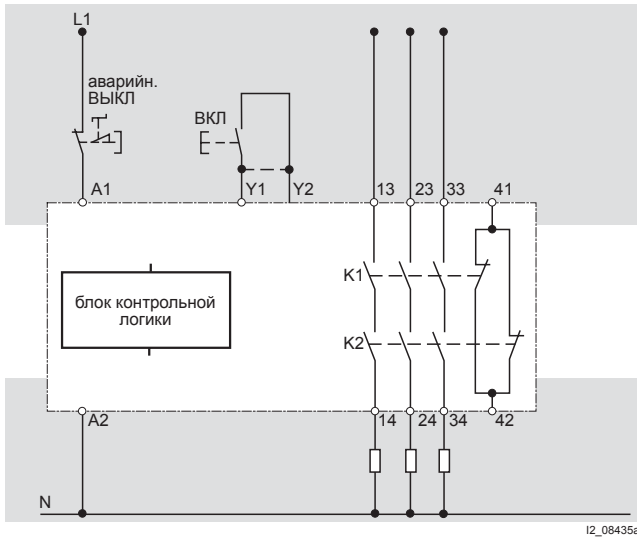 L1
аварийн.
ВЫКЛ
ВКЛ
A1
Y1
Y2
13
23
33
41
K1
блок контрольной
логики
K2
A2
14
24
34
42
N
I2_08435a